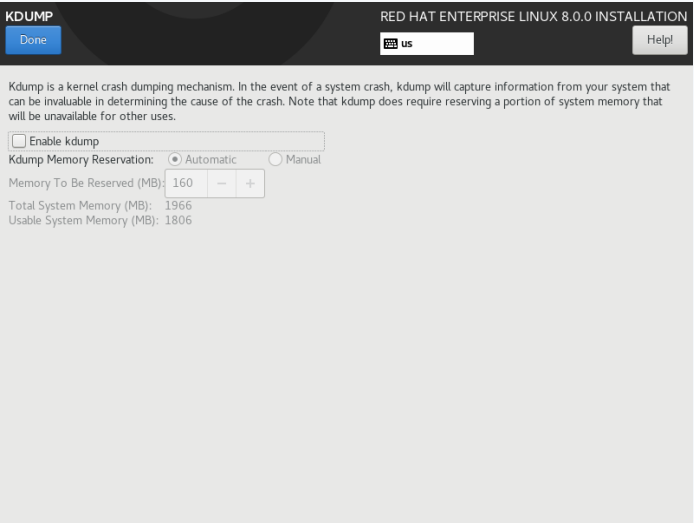 KDUMP
RED HAT ENTERPRISE LINUX 8.0.0 INSTALLATION
Done
us
Help!
Kdump is a kernel crash dumping mechanism. In the event of a system crash, kdump will capture information from your system that
can be invaluable in determining the cause of the crash. Note that kdump does require reserving a portion of system memory that
will be unavailable for other uses.
Enable kdump
Kdump Memory Reservation: Automatic Manual
Memory To Be Reserved (MB): 160 − +
Total System Memory (MB): 1966
Usable System Memory (MB): 1806